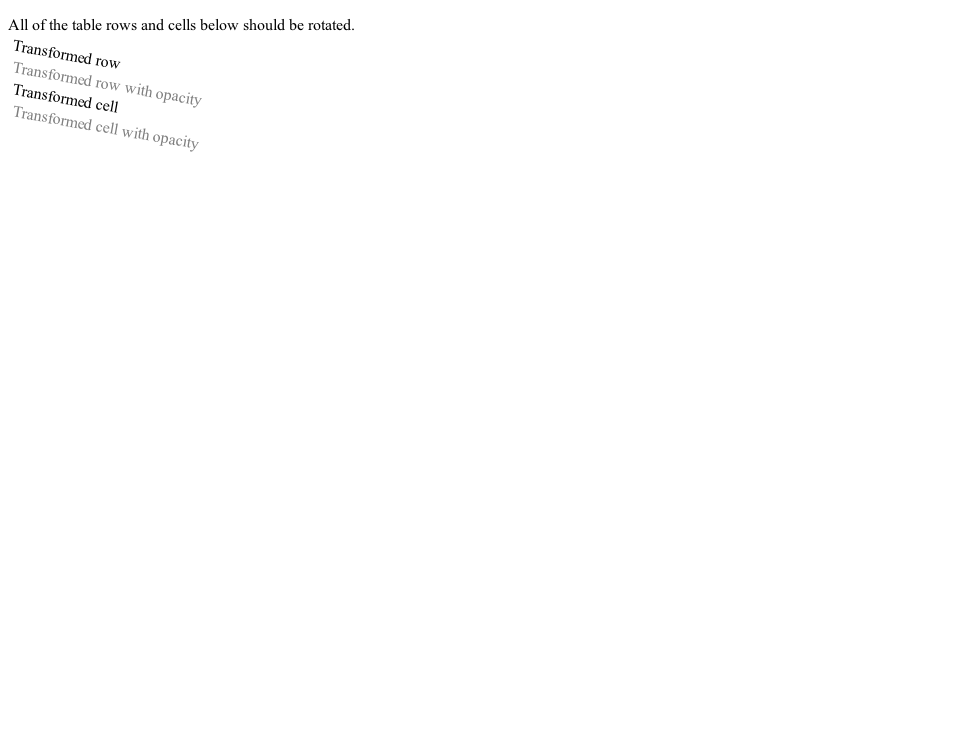 All of the table rows and cells below should be rotated.
Transformed row
Transformed row with opacity
Transformed cell
Transformed cell with opacity